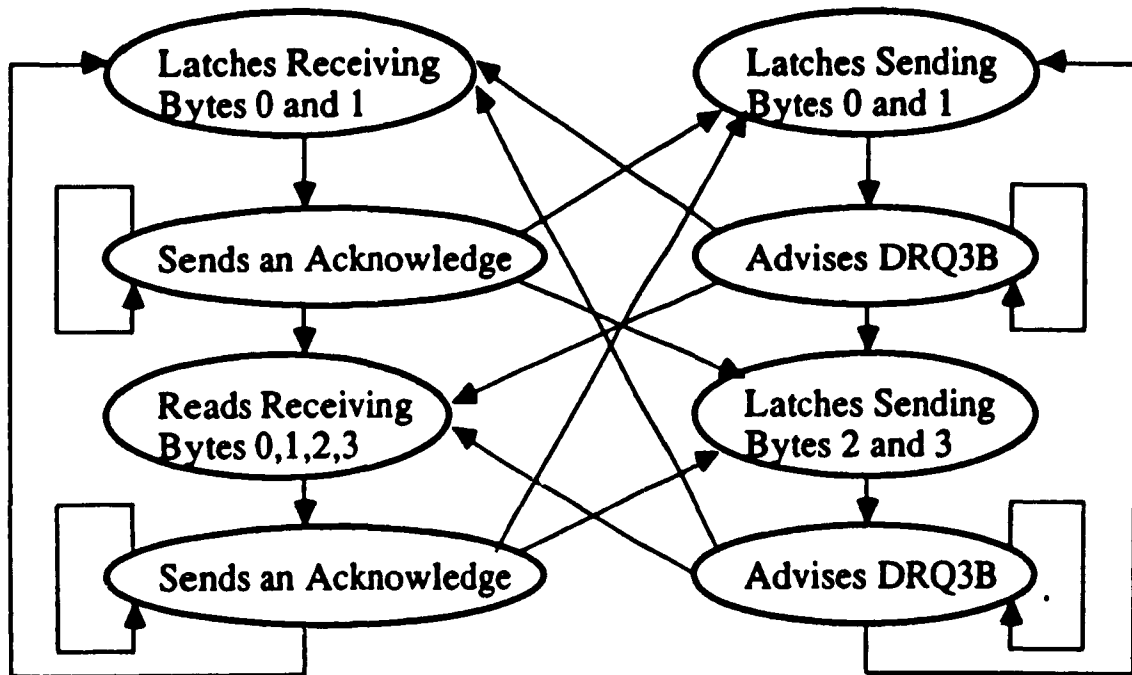 Latches Receiving
Bytes 0 and 1
Latches Sending
Bytes 0 and 1
Sends an Acknowledge
Advises DRQ3B
Reads Receiving
Bytes 0,1,2,3
Latches Sending
Bytes 2 and 3
Sends an Acknowledge
Advises DRQ3B